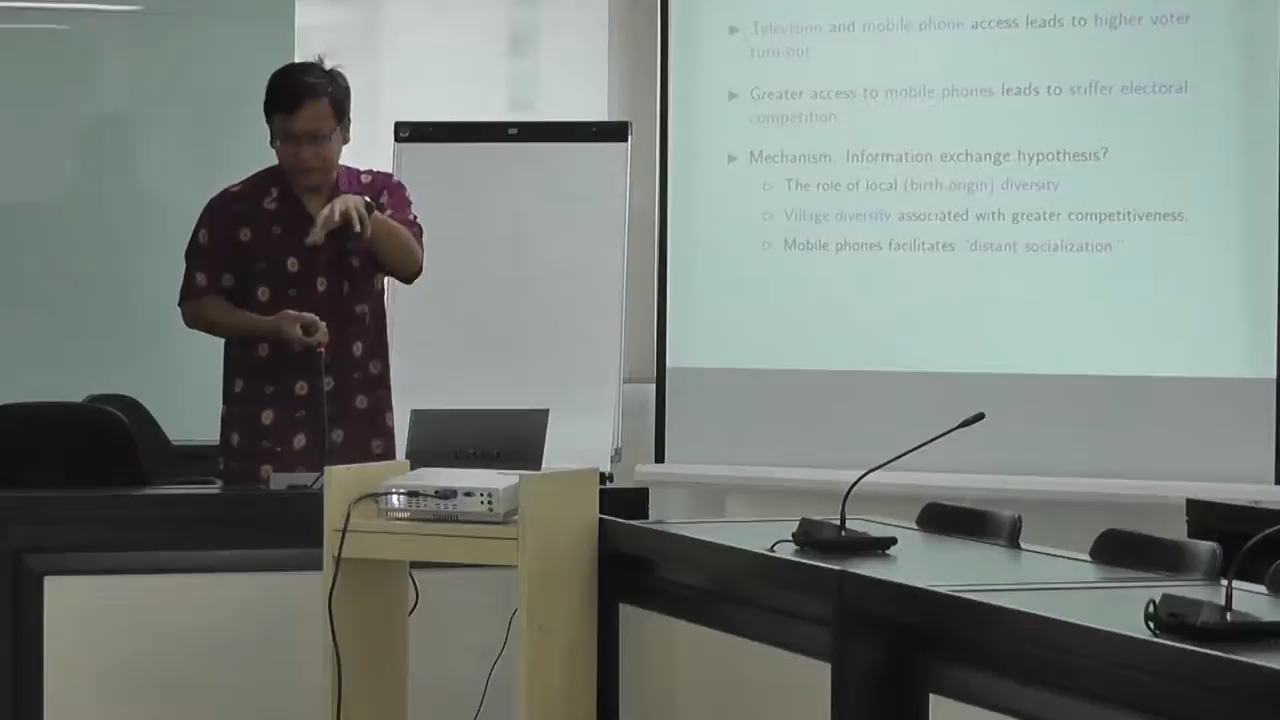 Television and mobile phone access leads to higher voter
turn-out
Greater access to mobile phones leads to stiffer electoral
competition
Mechanism. Information exchange hypothesis?
The role of local (birth origin) diversity
Village diversity associated with greater competitiveness.
Mobile phones facilitates "distant socialization"